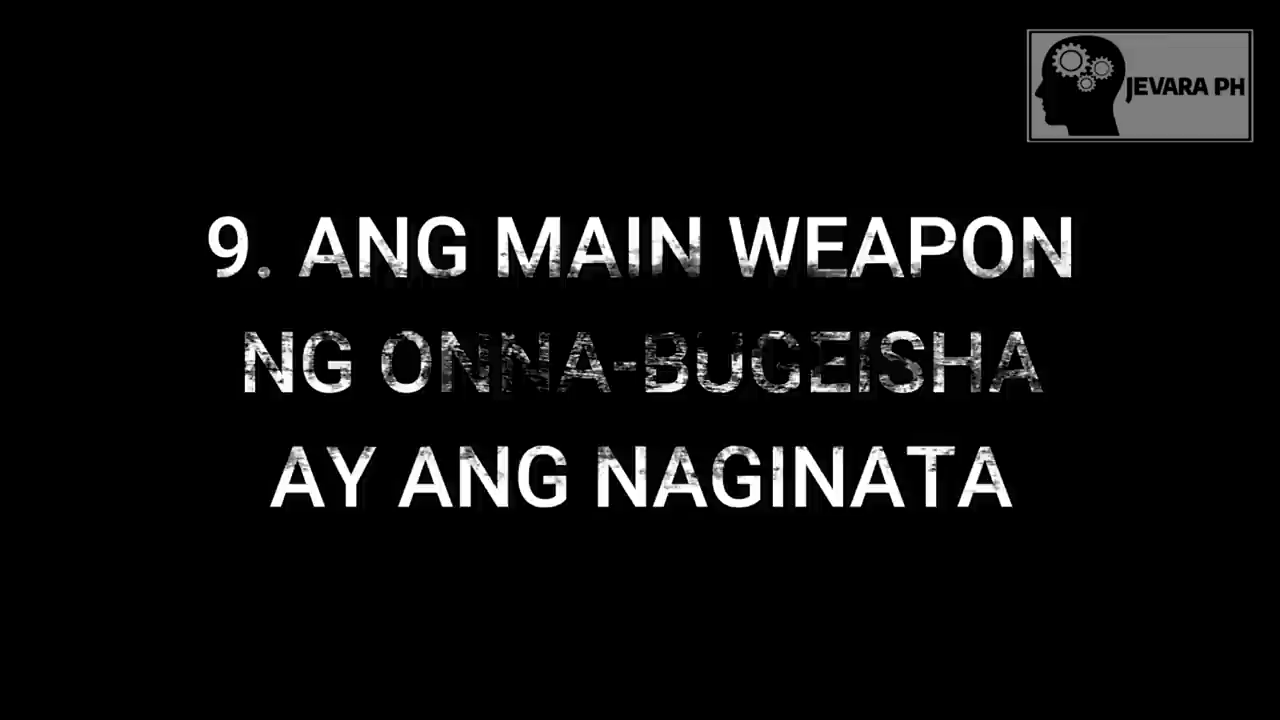 JEVARA PH
9. ANG MAIN WEAPON
NG ONNA-BUGEISHA
AY ANG NAGINATA